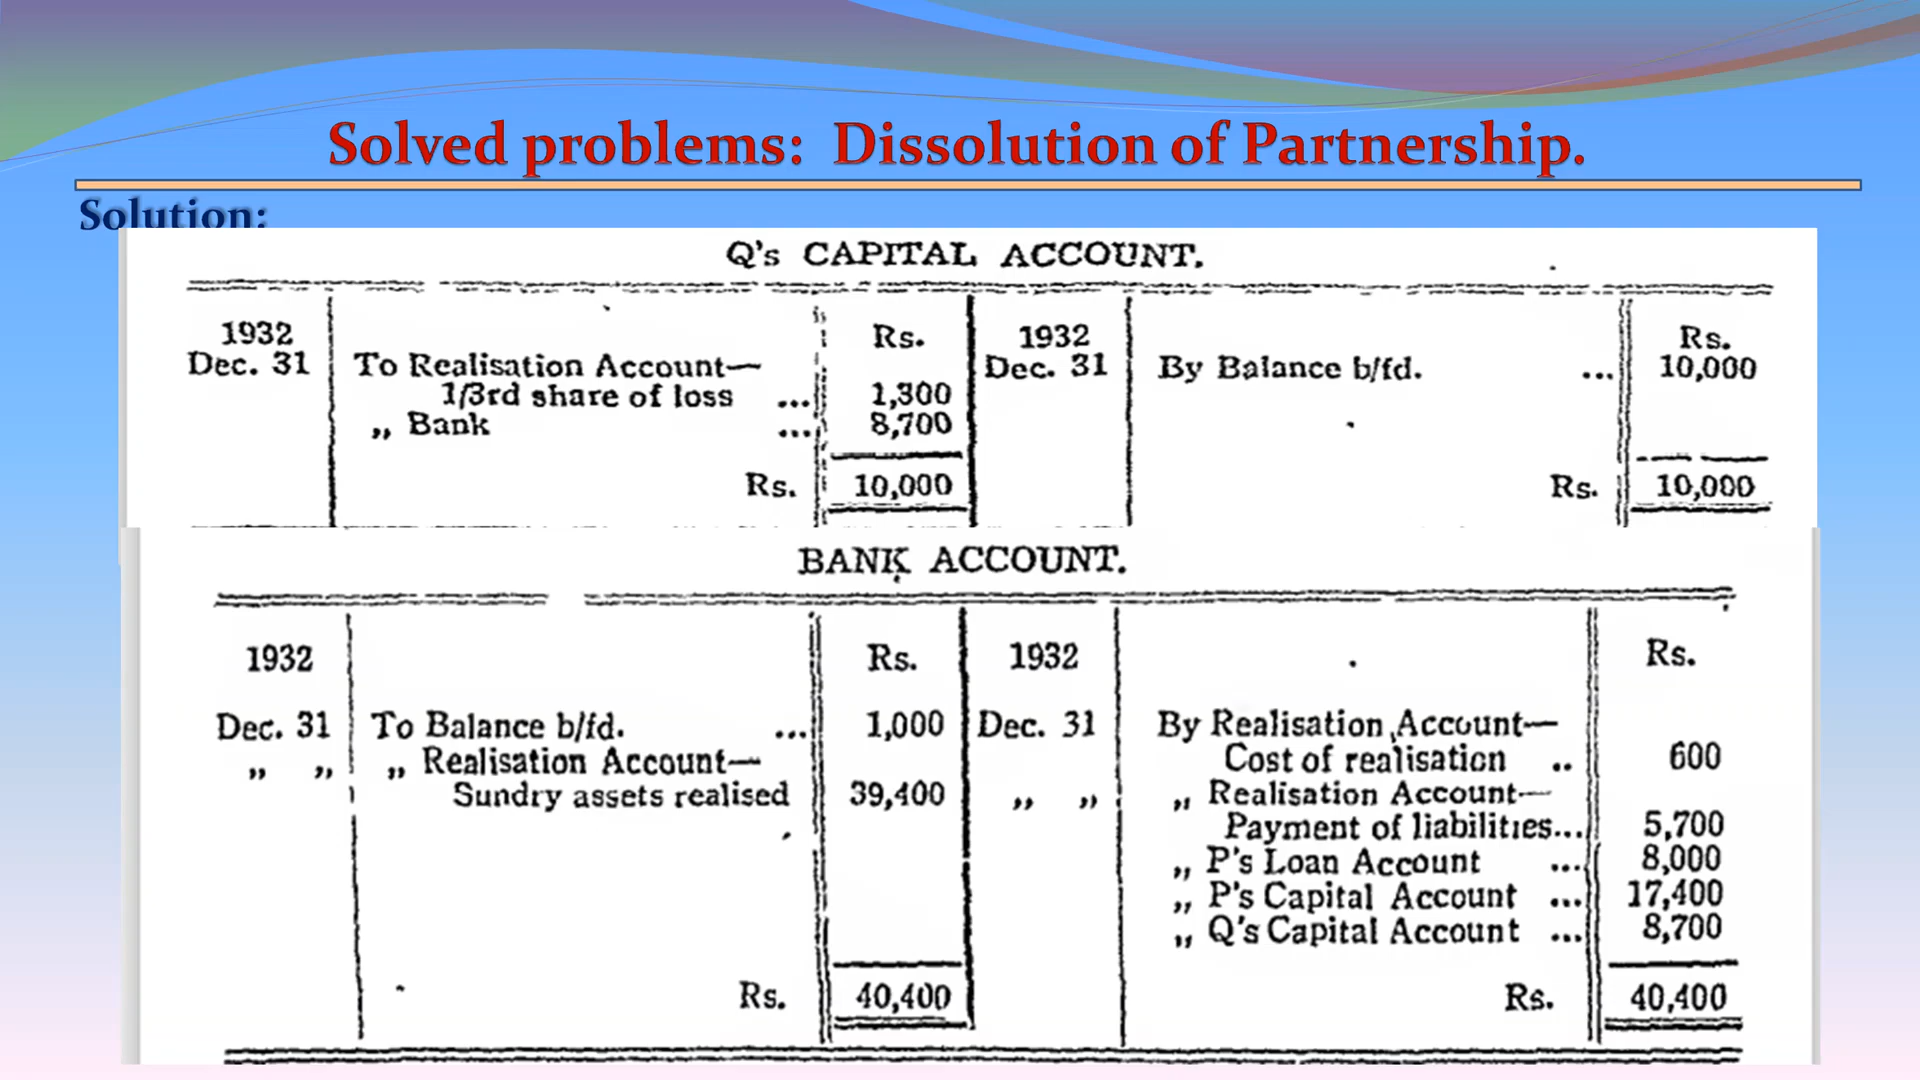 Solved problems: Dissolution of Partnership.
Solution:
Q's CAPITAL ACCOUNT.
1932 Rs. 1932 Rs.
Dec. 31 To Realisation Account— Dec. 31 By Balance b/fd. ... 10,000
1/3rd share of loss ... 1,300
„ Bank ... 8,700
Rs. 10,000 Rs. 10,000
BANK ACCOUNT.
1932 Rs. 1932 Rs.
Dec. 31 To Balance b/fd. ... 1,000 Dec. 31 By Realisation Account—
„ „ „ Realisation Account— Cost of realisation .. 600
Sundry assets realised 39,400 „ „ „ Realisation Account—
Payment of liabilities... 5,700
„ P's Loan Account ... 8,000
„ P's Capital Account ... 17,400
„ Q's Capital Account ... 8,700
Rs. 40,400 Rs. 40,400